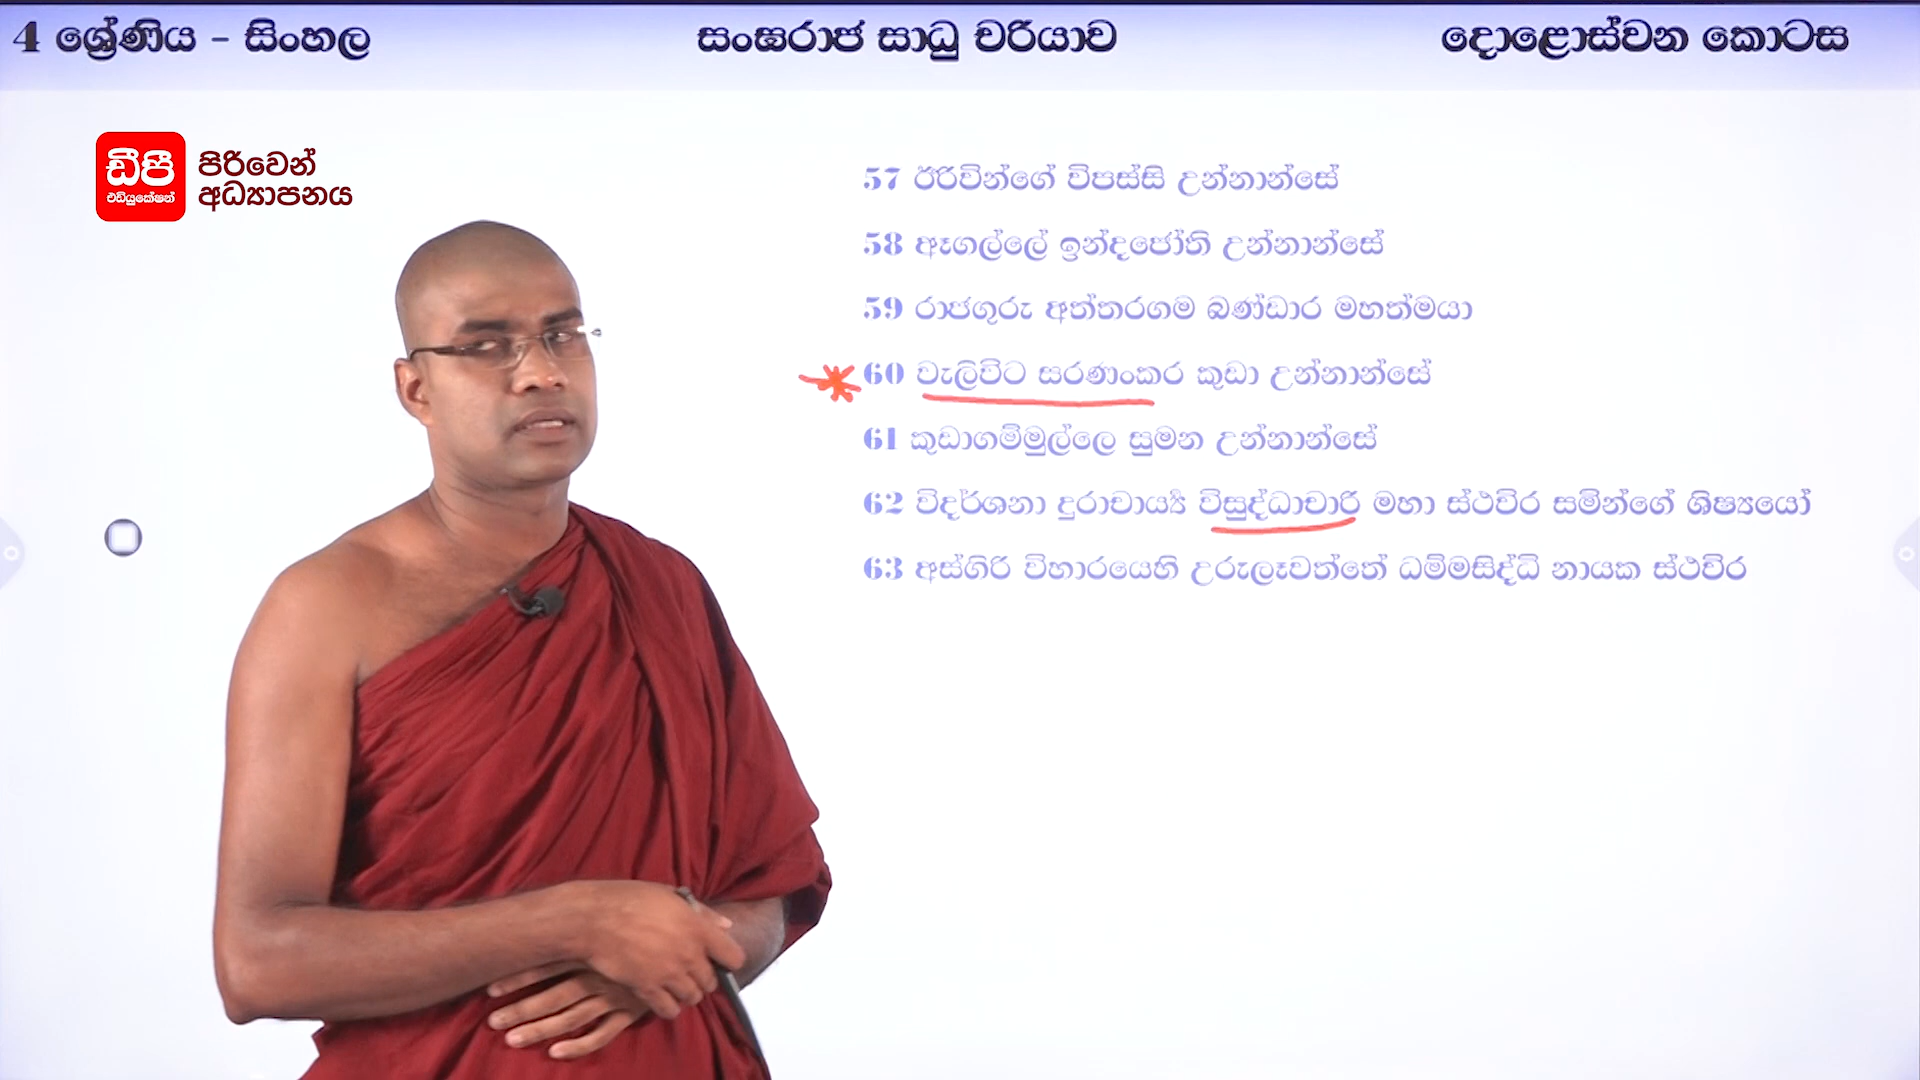 4 ශ්‍රේණිය - සිංහල
සංඝරාජ සාධු චරියාව
දොළොස්වන කොටස
ඩීපී
එඩියුකේෂන්
පිරිවෙන්
අධ්‍යාපනය
57 ඊරිවින්ගේ විපස්සි උන්නාන්සේ
58 ඇගල්ලේ ඉන්දජෝති උන්නාන්සේ
59 රාජගුරු අත්තරගම බණ්ඩාර මහත්මයා
60 වැලිවිට සරණංකර කුඩා උන්නාන්සේ
61 කුඩාගම්මුල්ලෙ සුමන උන්නාන්සේ
62 විදර්ශනා දුරාචාර්‍ය්‍ය විසුද්ධාචාරි මහා ස්ථවිර සමින්ගේ ශිෂ්‍යයෝ
63 අස්ගිරි විහාරයෙහි උරුලෑවත්තේ ධම්මසිද්ධි නායක ස්ථවිර